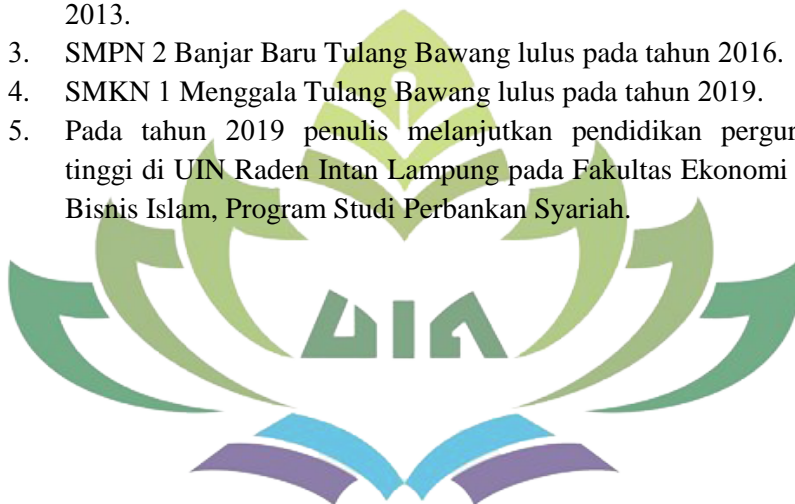 2013.
3. SMPN 2 Banjar Baru Tulang Bawang lulus pada tahun 2016.
4. SMKN 1 Menggala Tulang Bawang lulus pada tahun 2019.
5. Pada tahun 2019 penulis melanjutkan pendidikan pergur
tinggi di UIN Raden Intan Lampung pada Fakultas Ekonomi
Bisnis Islam, Program Studi Perbankan Syariah.
UIN